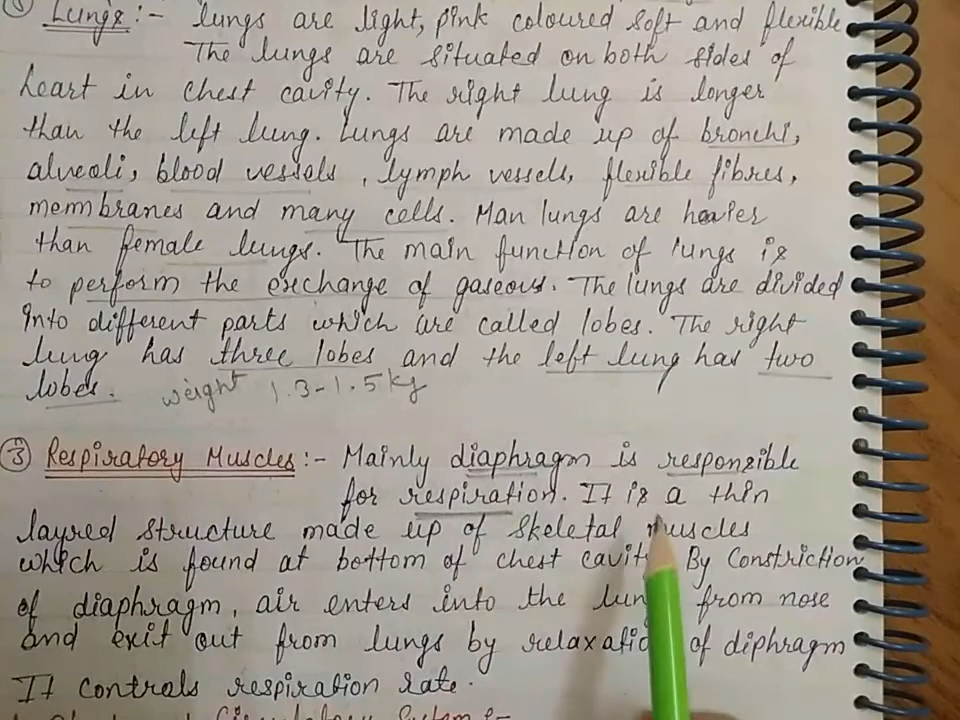 Lungs :- lungs are light, pink coloured soft and flexible
The lungs are situated on both sides of
heart in chest cavity. The right lung is longer
than the left lung. Lungs are made up of bronchi,
alveoli, blood vessels, lymph vessels, flexible fibres,
membranes and many cells. Man lungs are heaier
than female lungs. The main function of lungs is
to perform the exchange of gaseous. The lungs are divided
into different parts which are called lobes. The right
lung has three lobes and the left lung has two
lobes. weight 1.3-1.5kg
3 Respiratory Muscles :- Mainly diaphragm is responsible
for respiration. It is a thin
layred structure made up of skeletal muscles
which is found at bottom of chest cavity By Constriction
of diaphragm, air enters into the lung from nose
and exit out from lungs by relaxatio of diphragm
It controls respiration rate.
Circulatory System :-